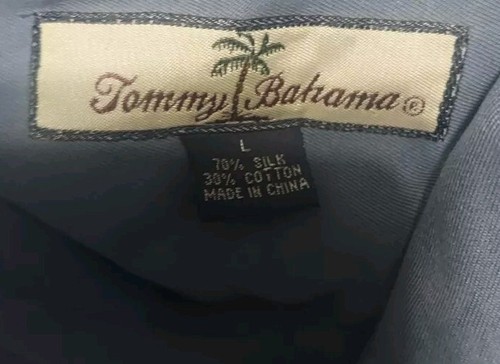 Tommy Bahama®
L
70% SILK
30% COTTON
MADE IN CHINA